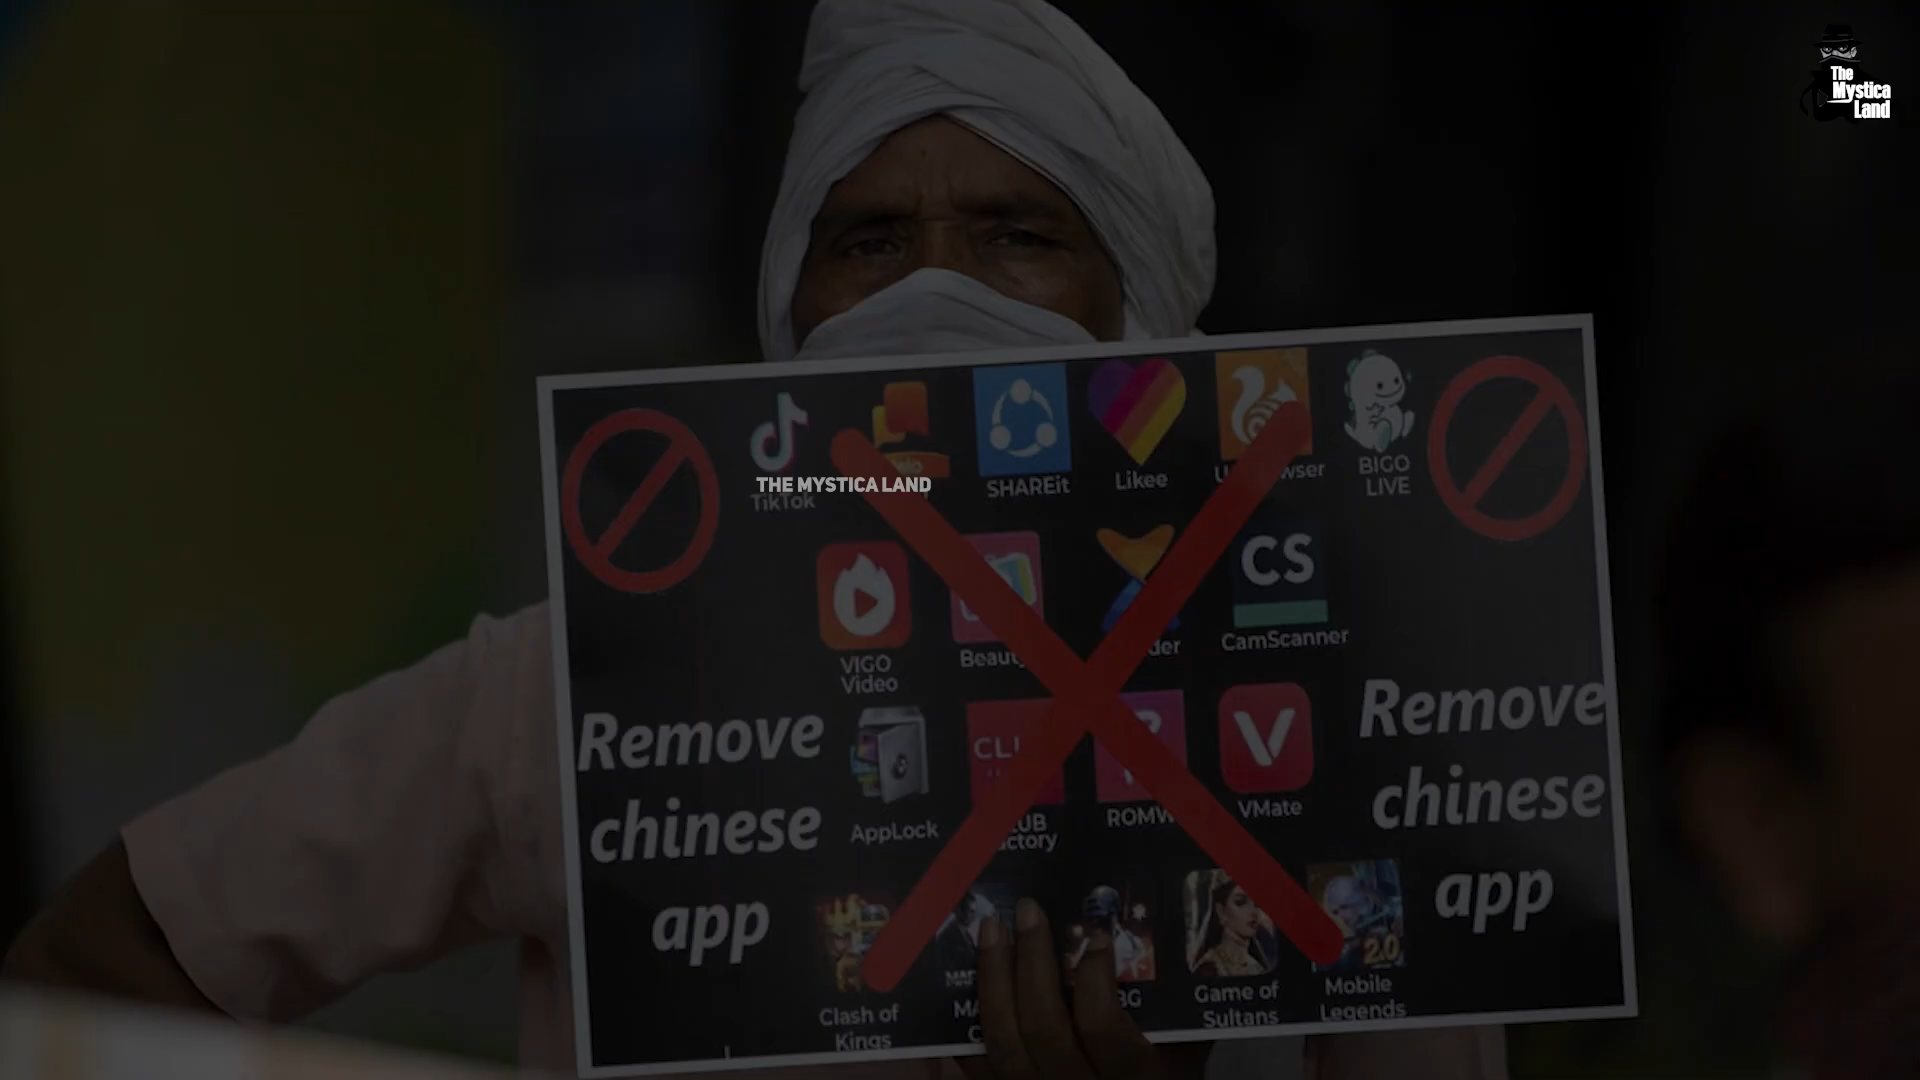 The
Mystica
Land
THE MYSTICA LAND
TikTok
SHAREit
Likee
BIGO
LIVE
VIGO
Video
CS
CamScanner
Remove
chinese
app
AppLock
CLUB
VMate
Remove
chinese
app
Clash of
Kings
Game of
Sultans
2.0
Mobile
Legends